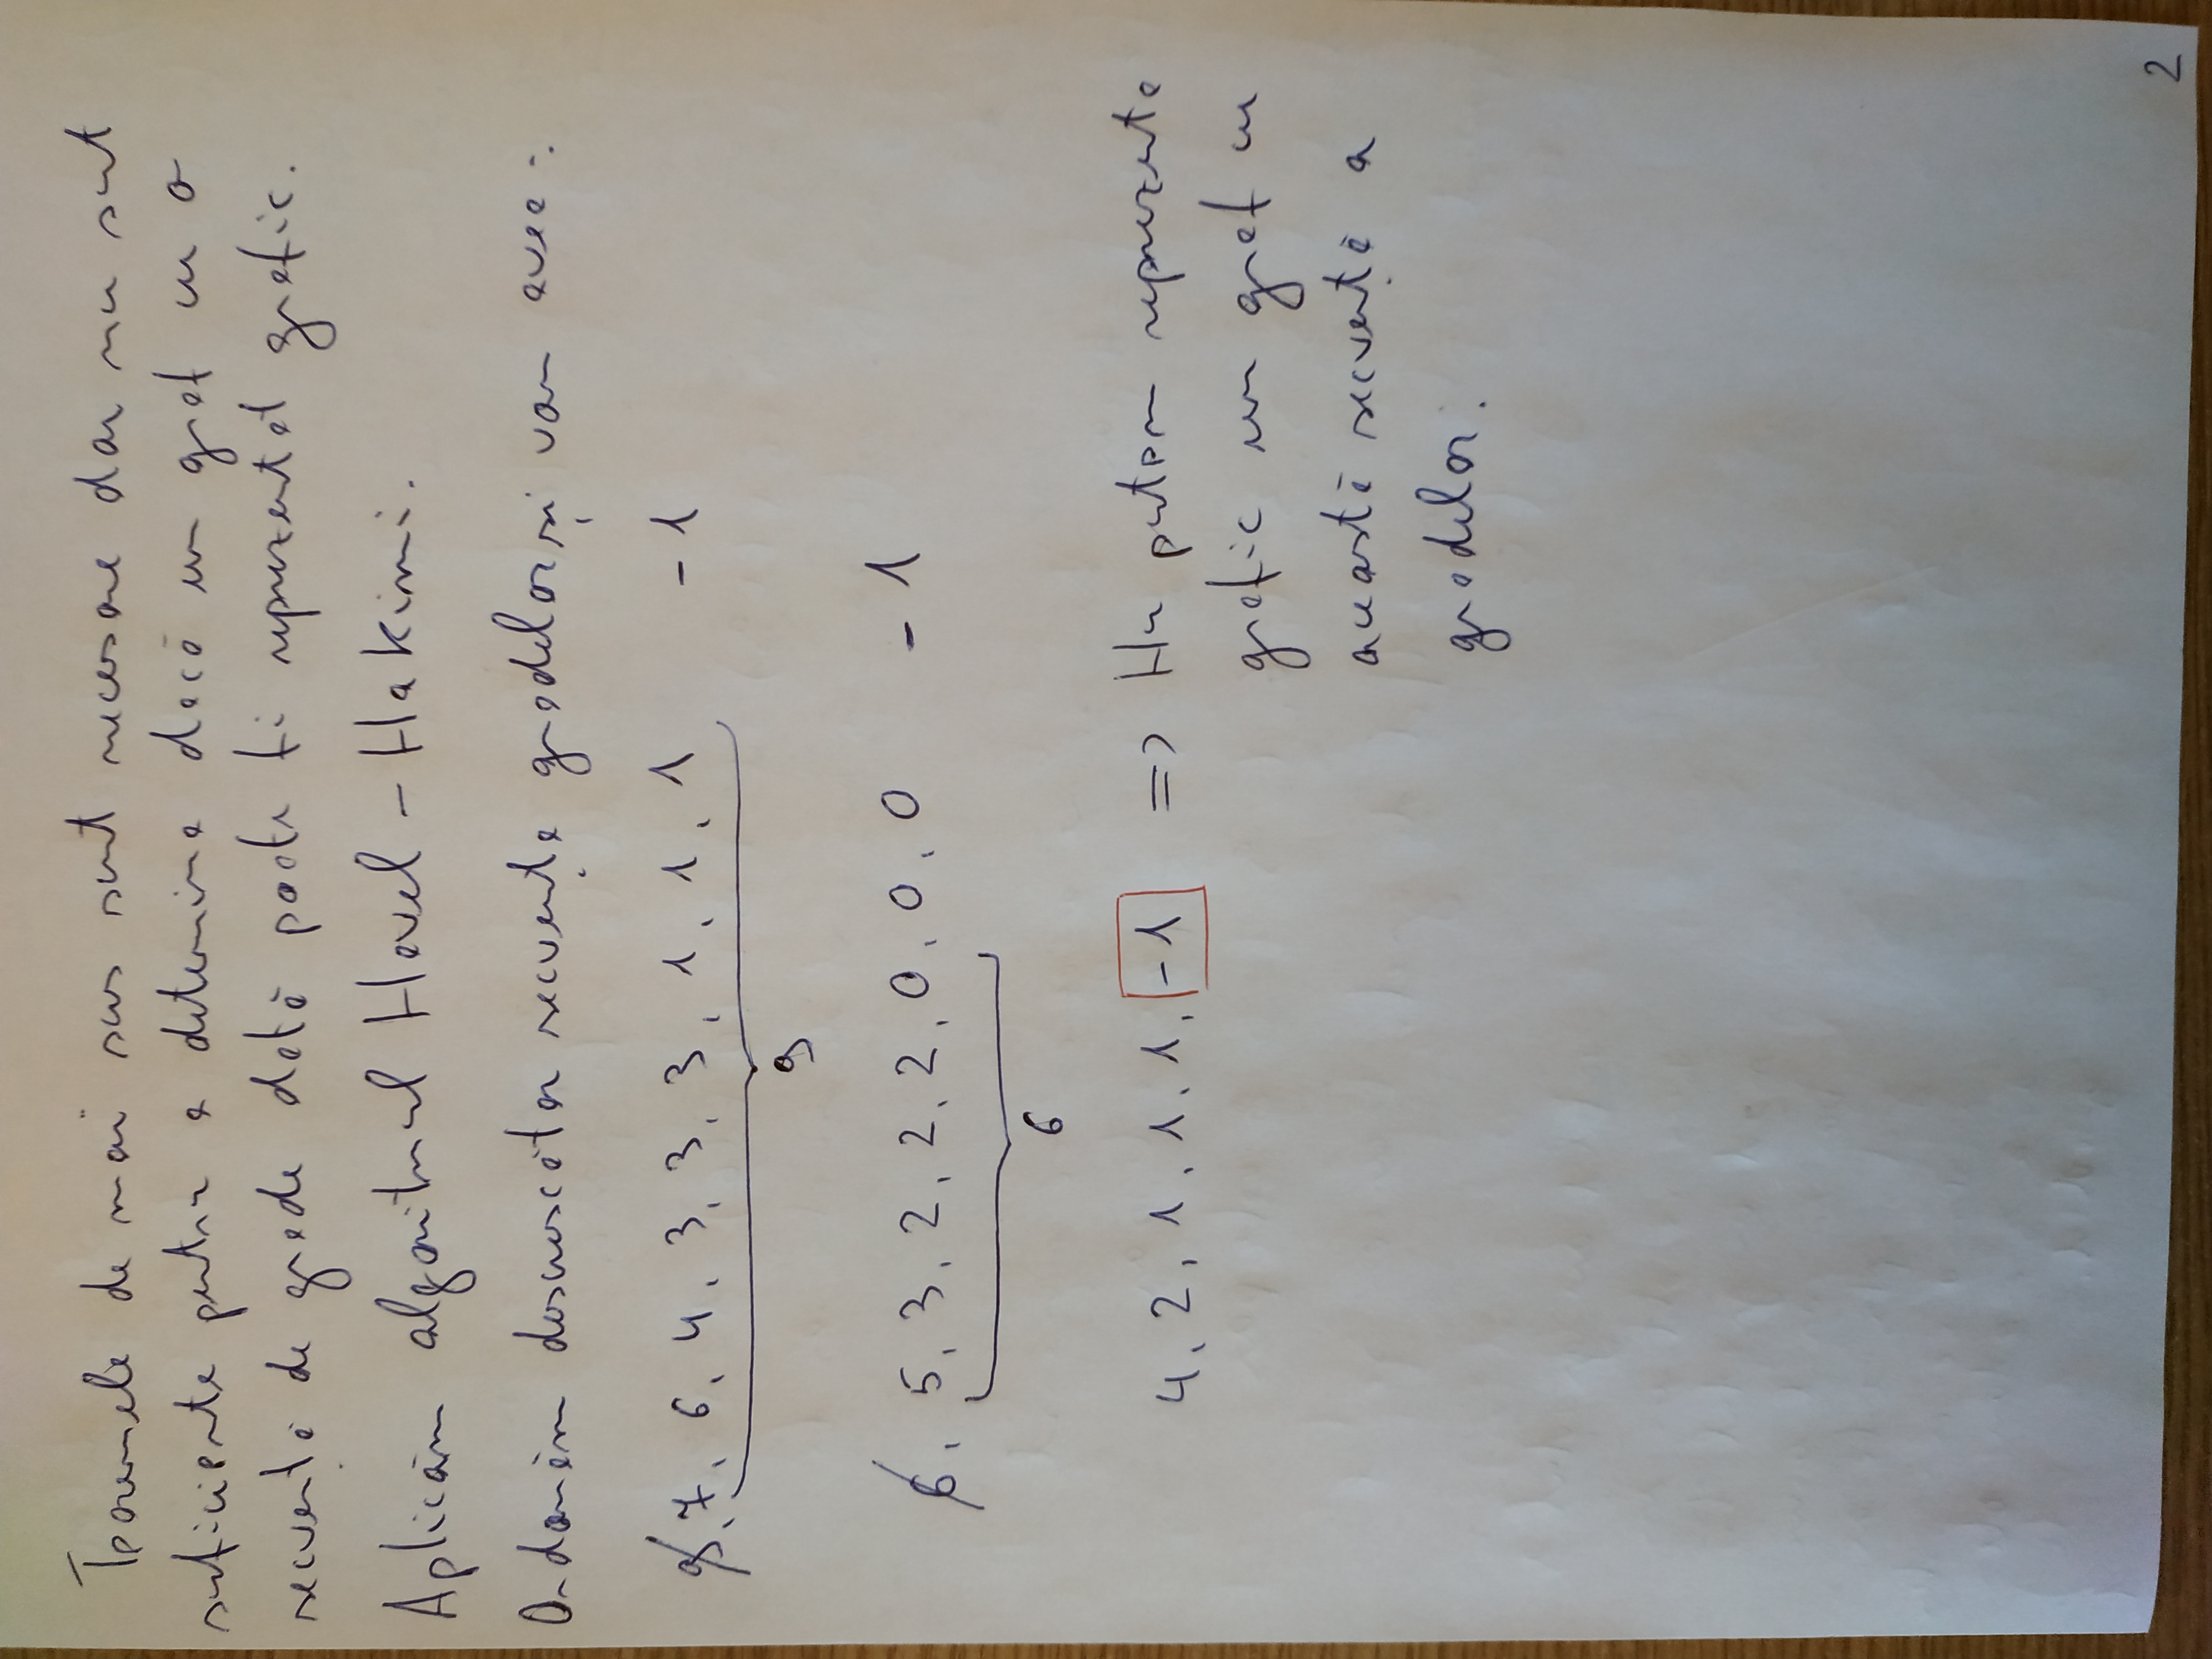 Teoremele de mai sus sunt necesare dar nu sunt
suficiente pentru a determina dacă un graf cu o
secvență de grade dată poate fi reprezentat grafic.
Aplicăm algoritmul Havel - Hakimi.
Ordonăm descrescător secvența gradelor și vom avea:
9, 7, 6, 4, 3, 3, 3, 1, 1, 1 - 1
9
6, 5, 3, 2, 2, 2, 0, 0, 0 - 1
6
4, 2, 1, 1, 1, -1 => Nu putem reprezenta
grafic un graf cu
această secvență a
gradelor.
2